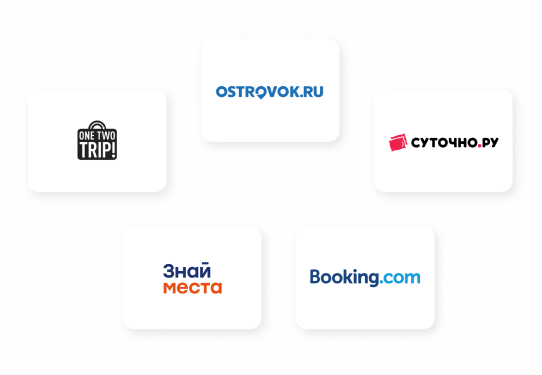 OSTROVOK.RU
ONE TWO
TRIP!
СУТОЧНО.РУ
Знай
места
Booking.com